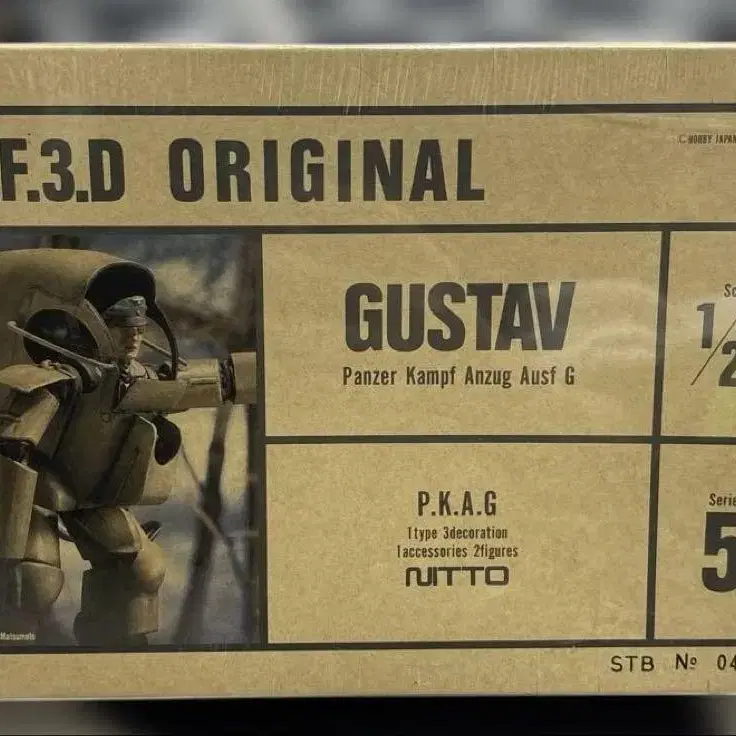 F.3.D ORIGINAL
© HOBBY JAPAN
GUSTAV
Panzer Kampf Anzug Ausf G
1/2
P.K.A.G
1type 3decoration
1accessories 2figures
NITTO
5
Matsumoto
STB № 04